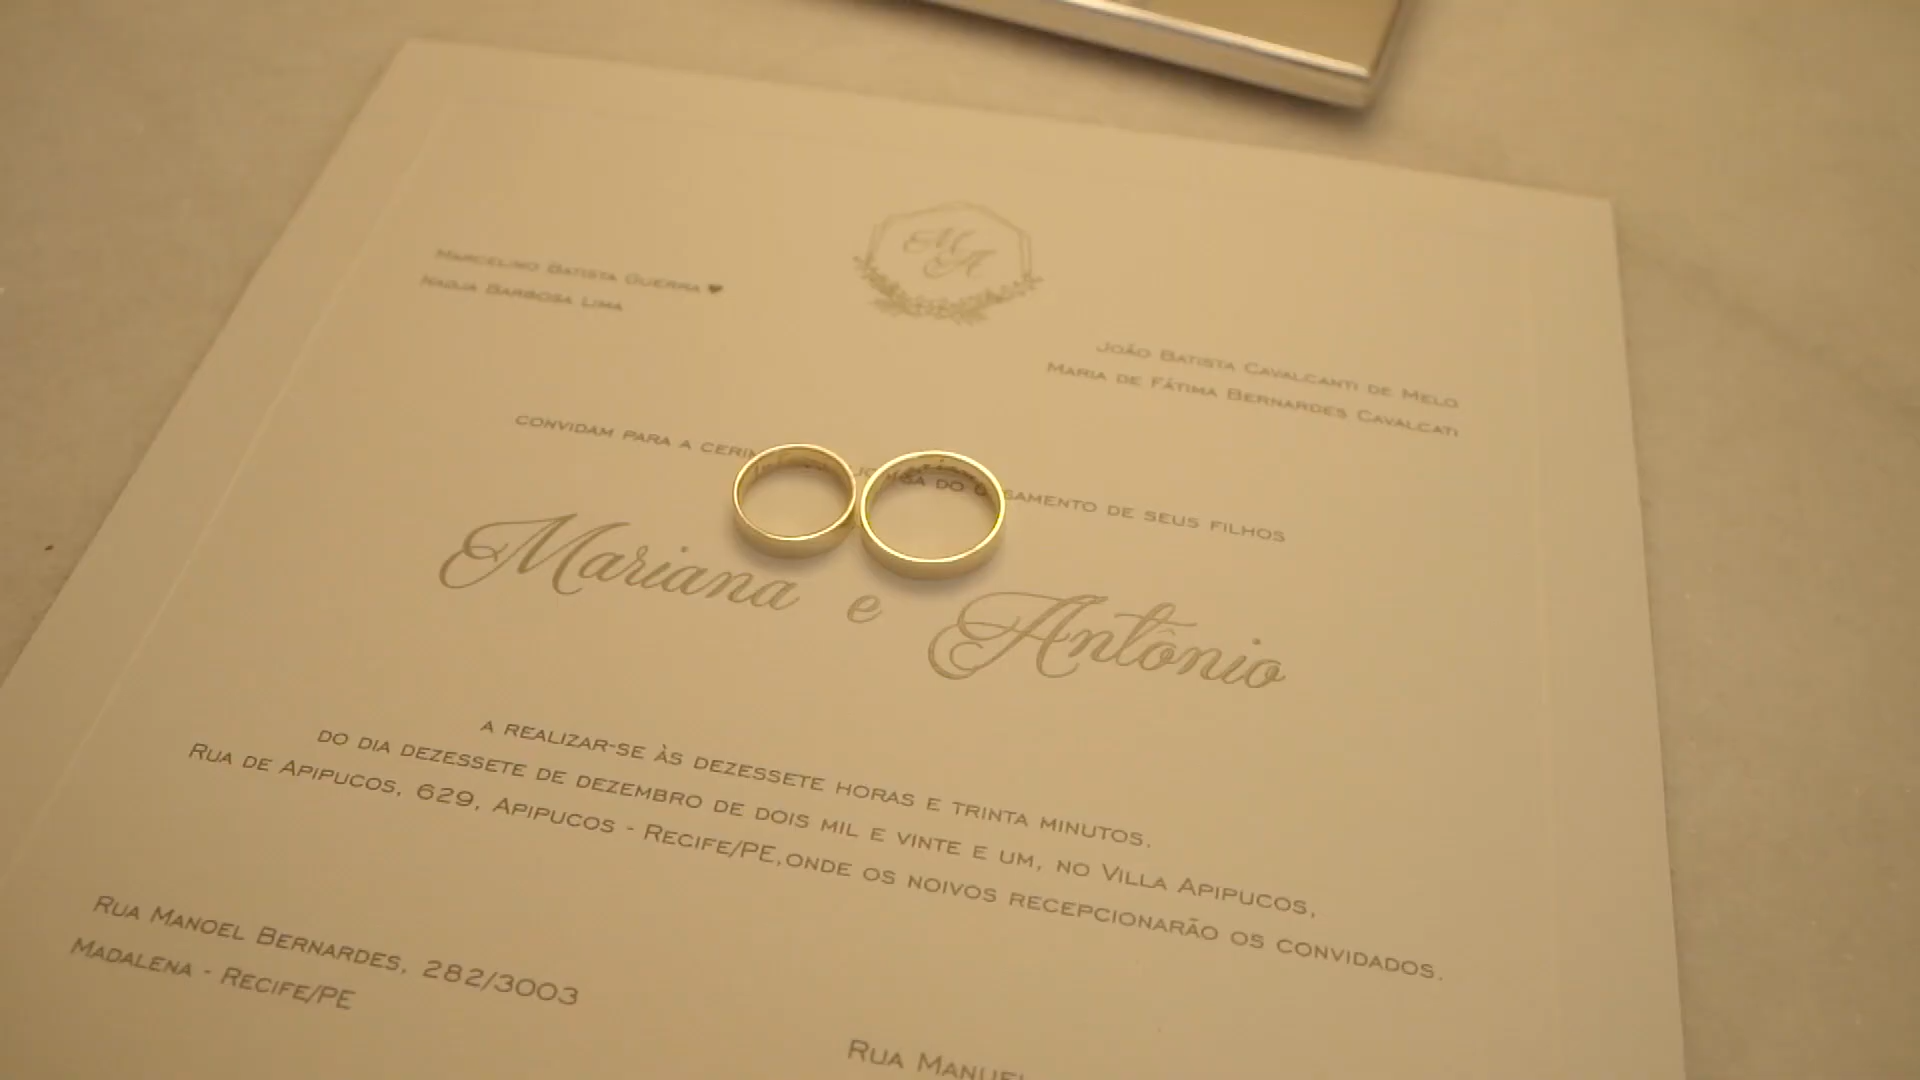 M A
Marcelino Batista Guerra ♥
Nadja Barbosa Lima
João Batista Cavalcanti de Melo
Maria de Fátima Bernardes Cavalcati
convidam para a do samento de seus filhos
Mariana e Antônio
a realizar-se às dezessete horas e trinta minutos.
do dia dezessete de dezembro de dois mil e vinte e um, no Villa Apipucos,
Rua de Apipucos, 629, Apipucos - Recife/PE,onde os noivos recepcionarão os convidados.
Rua Manoel Bernardes, 282/3003
Madalena - Recife/PE
Rua